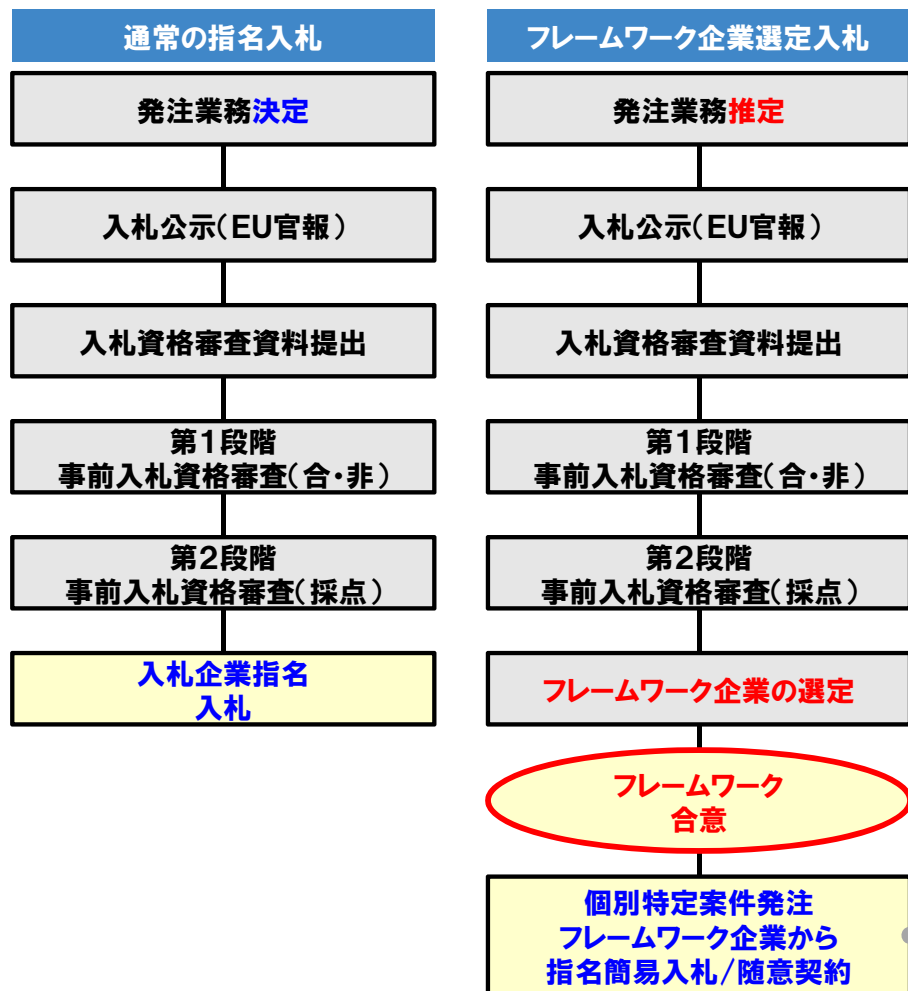 通常の指名入札
発注業務決定
入札公示(EU官報)
入札資格審査資料提出
第1段階
事前入札資格審査(合・非)
第2段階
事前入札資格審査(採点)
入札企業指名
入札
フレームワーク企業選定入札
発注業務推定
入札公示(EU官報)
入札資格審査資料提出
第1段階
事前入札資格審査(合・非)
第2段階
事前入札資格審査(採点)
フレームワーク企業の選定
フレームワーク
合意
個別特定案件発注
フレームワーク企業から
指名簡易入札/随意契約